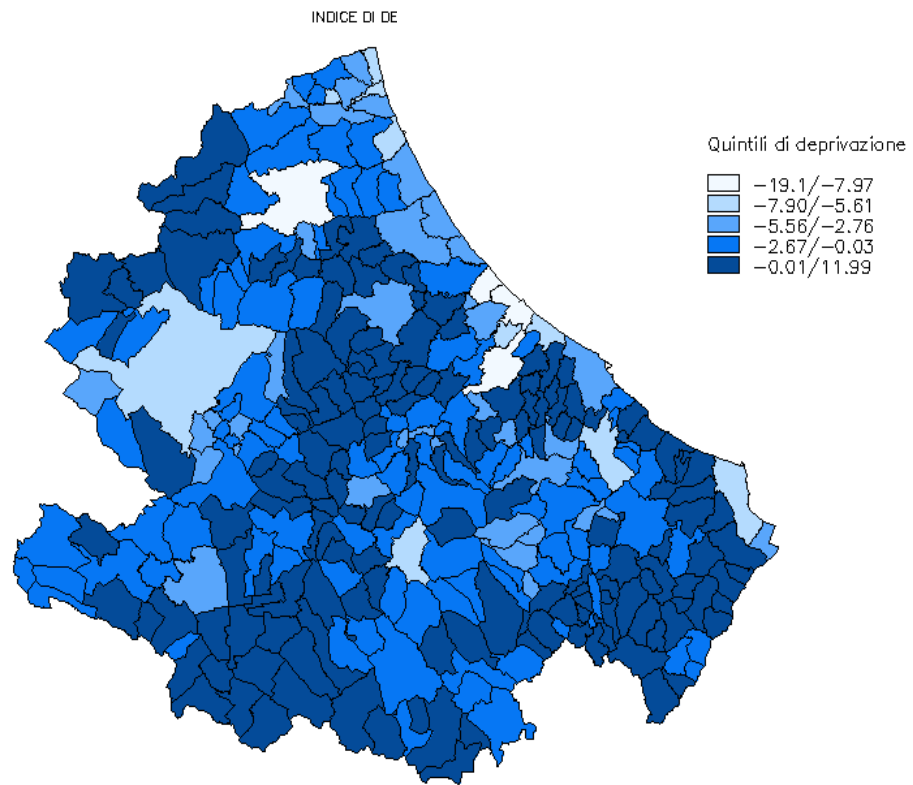 INDICE DI DE
Quintili di deprivazione
−19.1/−7.97
−7.90/−5.61
−5.56/−2.76
−2.67/−0.03
−0.01/11.99